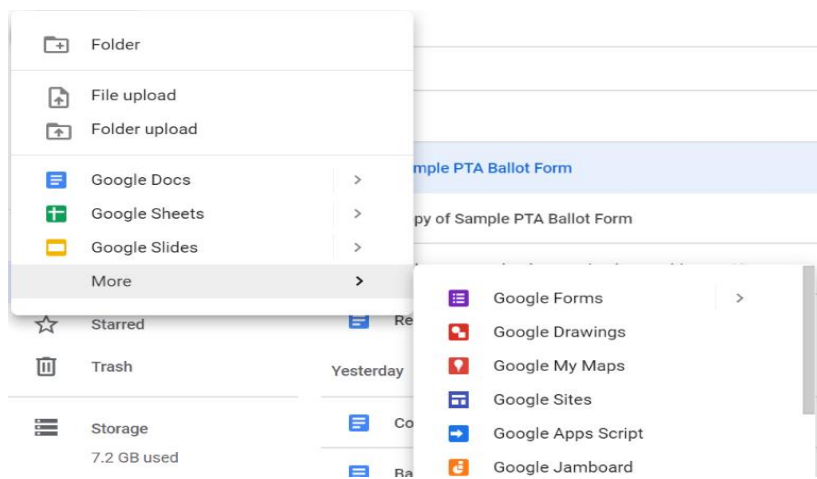 Folder
File upload
Folder upload
Google Docs
Google Sheets
Google Slides
More
Starred
Trash
Storage
7.2 GB used
mple PTA Ballot Form
py of Sample PTA Ballot Form
Re
Yesterday
Co
Ba
Google Forms
Google Drawings
Google My Maps
Google Sites
Google Apps Script
Google Jamboard